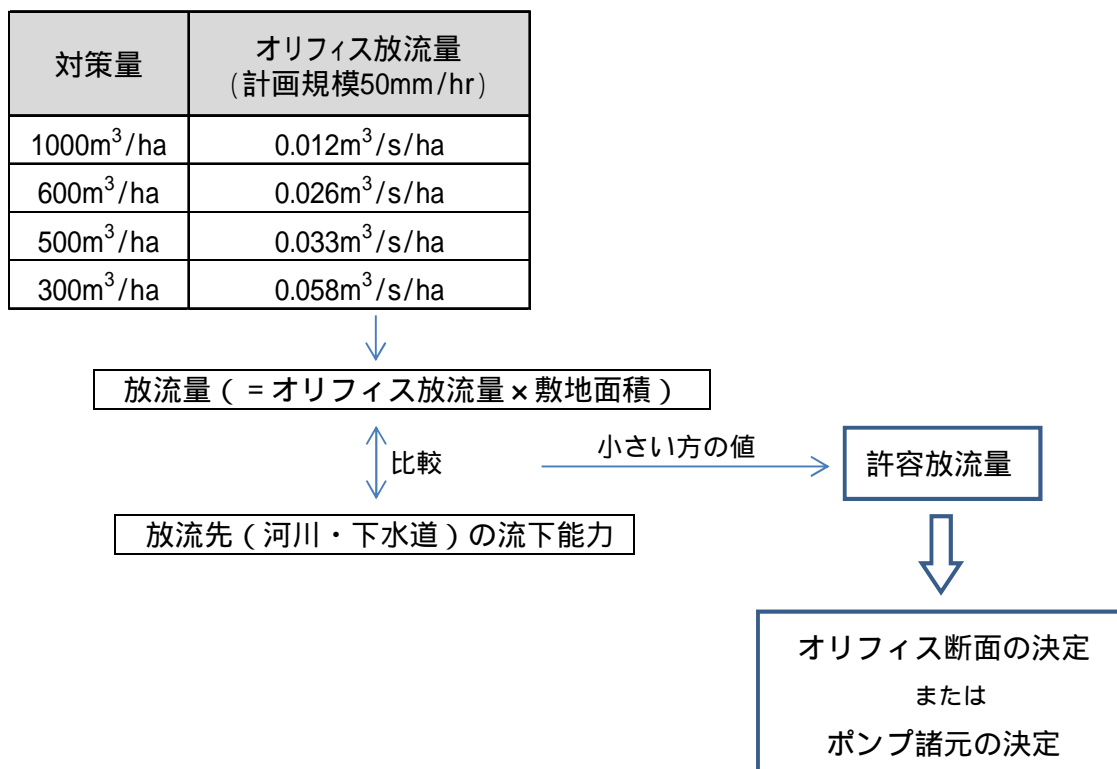 対策量
オリフィス放流量
(計画規模50mm/hr)
1000m³/ha 0.012m³/s/ha
600m³/ha 0.026m³/s/ha
500m³/ha 0.033m³/s/ha
300m³/ha 0.058m³/s/ha
放流量(=オリフィス放流量×敷地面積)
比較
小さい方の値
許容放流量
放流先(河川・下水道)の流下能力
オリフィス断面の決定
または
ポンプ諸元の決定